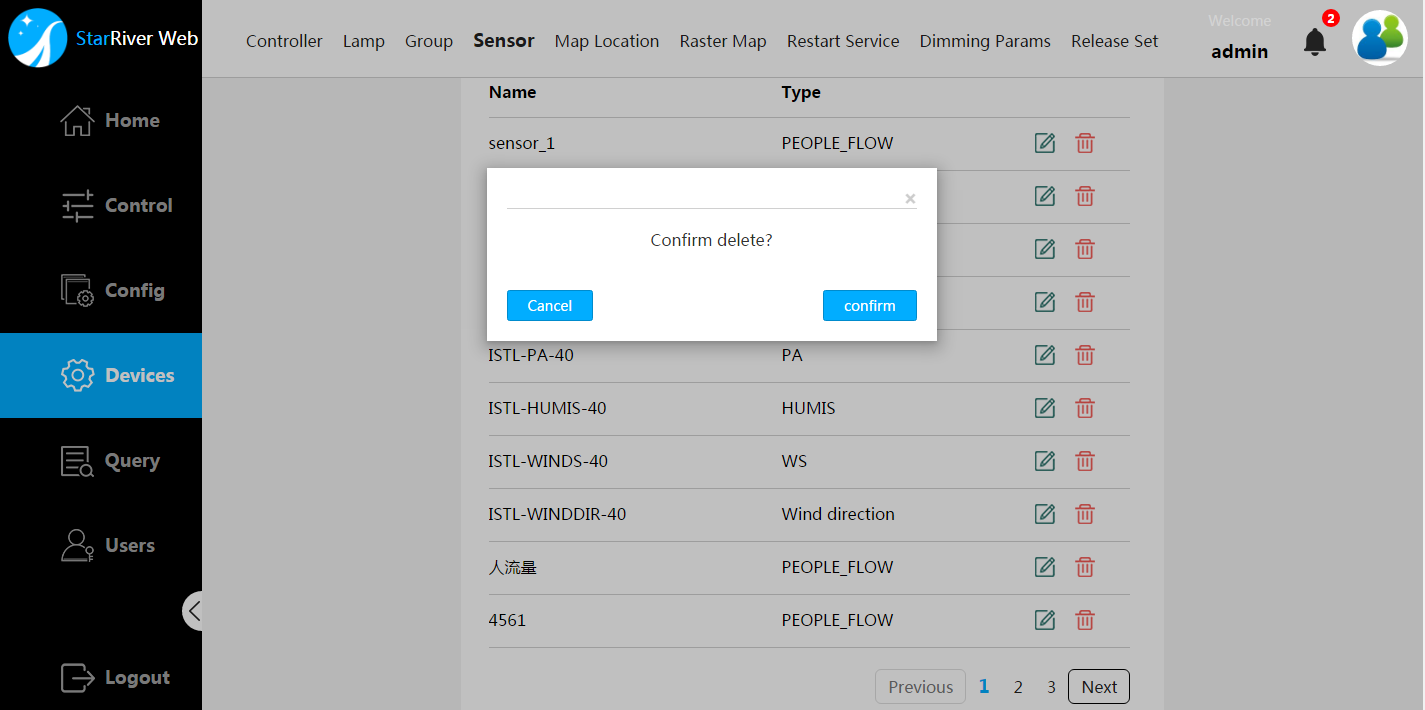 StarRiver Web
Controller Lamp Group Sensor Map Location Raster Map Restart Service Dimming Params Release Set
Welcome
admin
2
Home
Control
Config
Devices
Query
Users
Logout
Name Type
sensor_1 PEOPLE_FLOW
×
Confirm delete?
Cancel confirm
ISTL-PA-40 PA
ISTL-HUMIS-40 HUMIS
ISTL-WINDS-40 WS
ISTL-WINDDIR-40 Wind direction
人流量 PEOPLE_FLOW
4561 PEOPLE_FLOW
Previous 1 2 3 Next